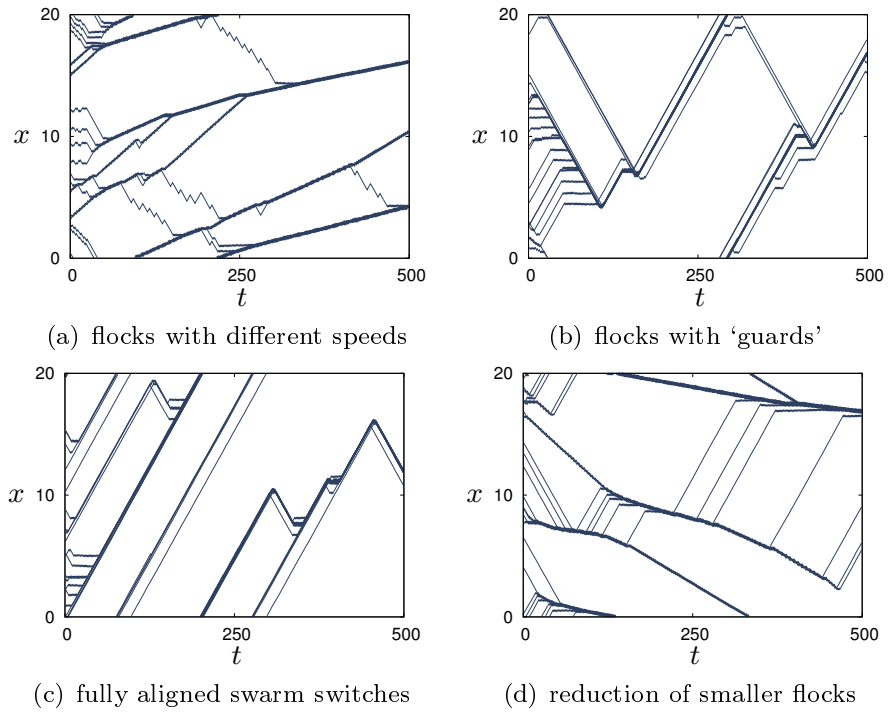 20 20
x 10 x 10
0 0
0 250 500 0 250 500
t t
(a) flocks with different speeds (b) flocks with ‘guards’
20 20
x 10 x 10
0 0
0 250 500 0 250 500
t t
(c) fully aligned swarm switches (d) reduction of smaller flocks